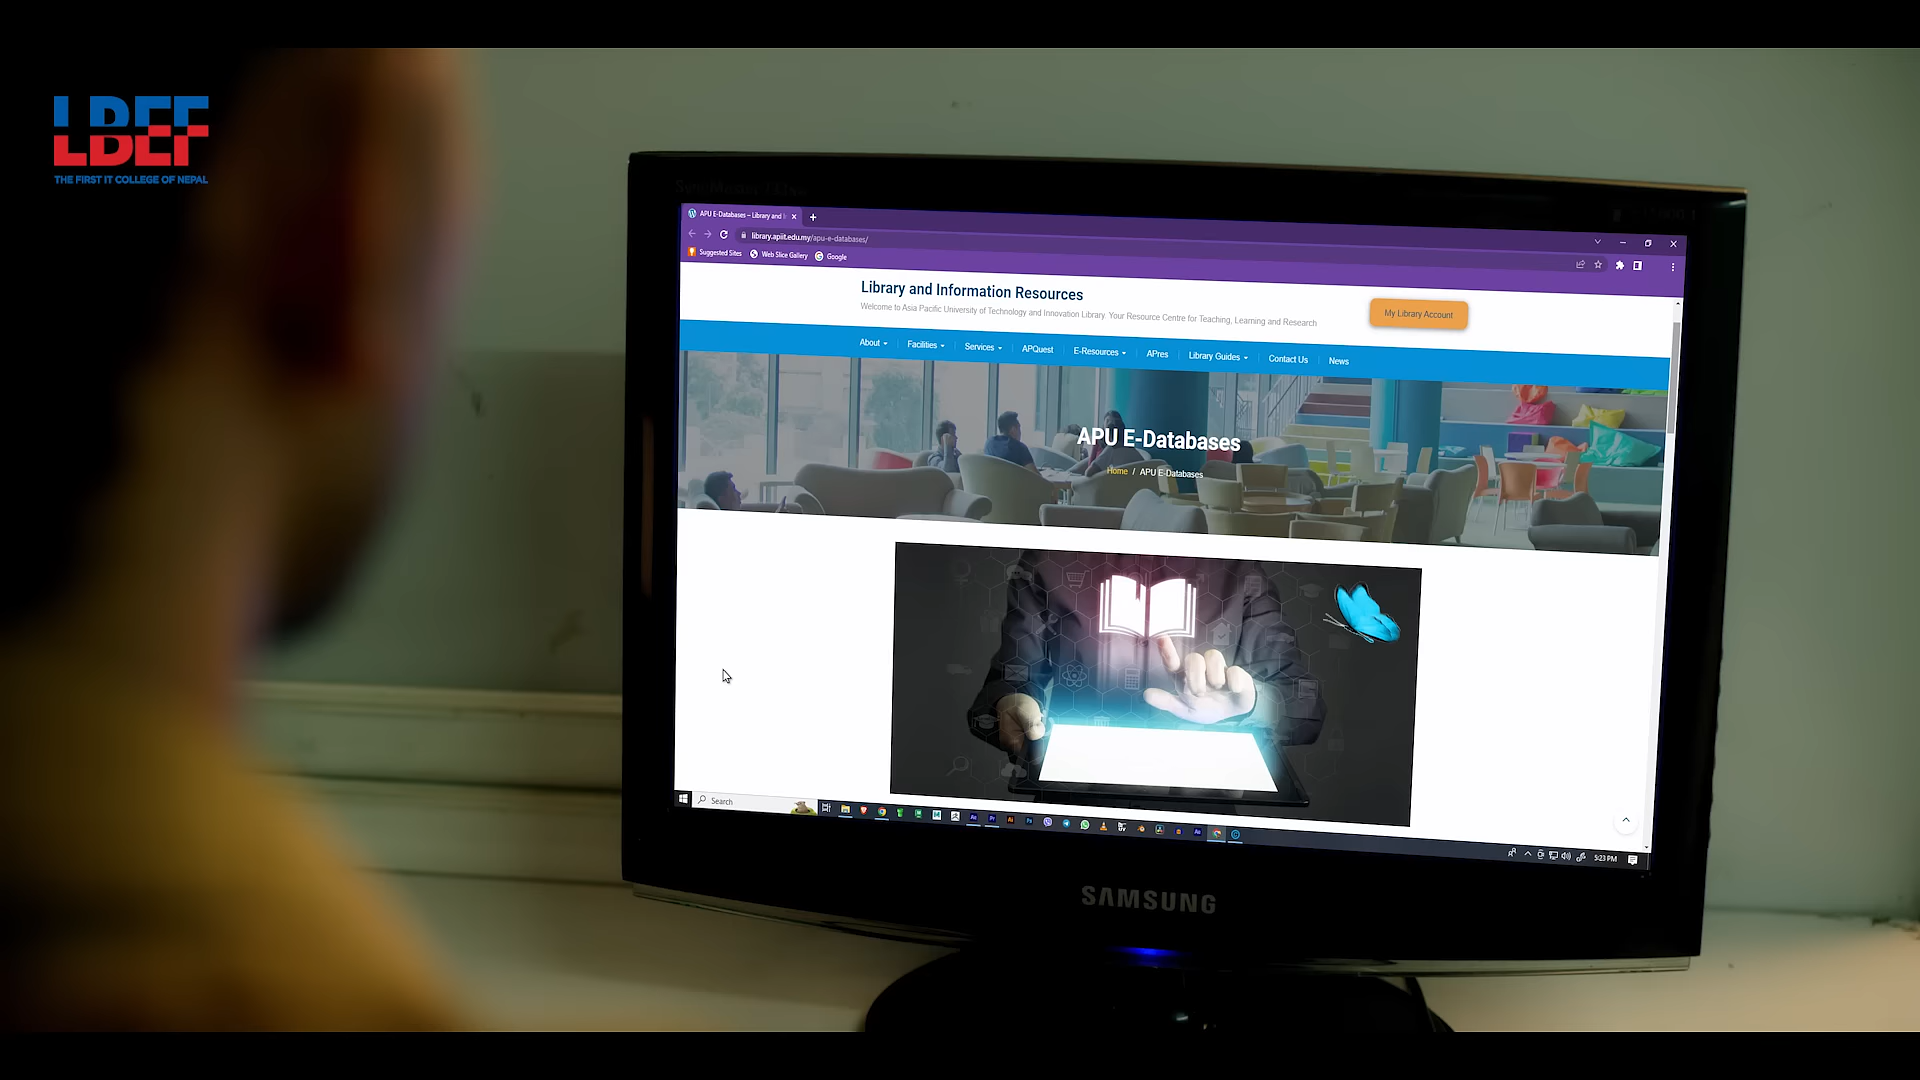 LBEF
THE FIRST IT COLLEGE OF NEPAL
APU E-Databases – Library and I
library.apiit.edu.my/apu-e-databases/
Suggested Sites Web Slice Gallery Google
Library and Information Resources
Welcome to Asia Pacific University of Technology and Innovation Library. Your Resource Centre for Teaching, Learning and Research
My Library Account
About Facilities Services APQuest E-Resources APres Library Guides Contact Us News
APU E-Databases
Home / APU E-Databases
Search
5:23 PM
SAMSUNG